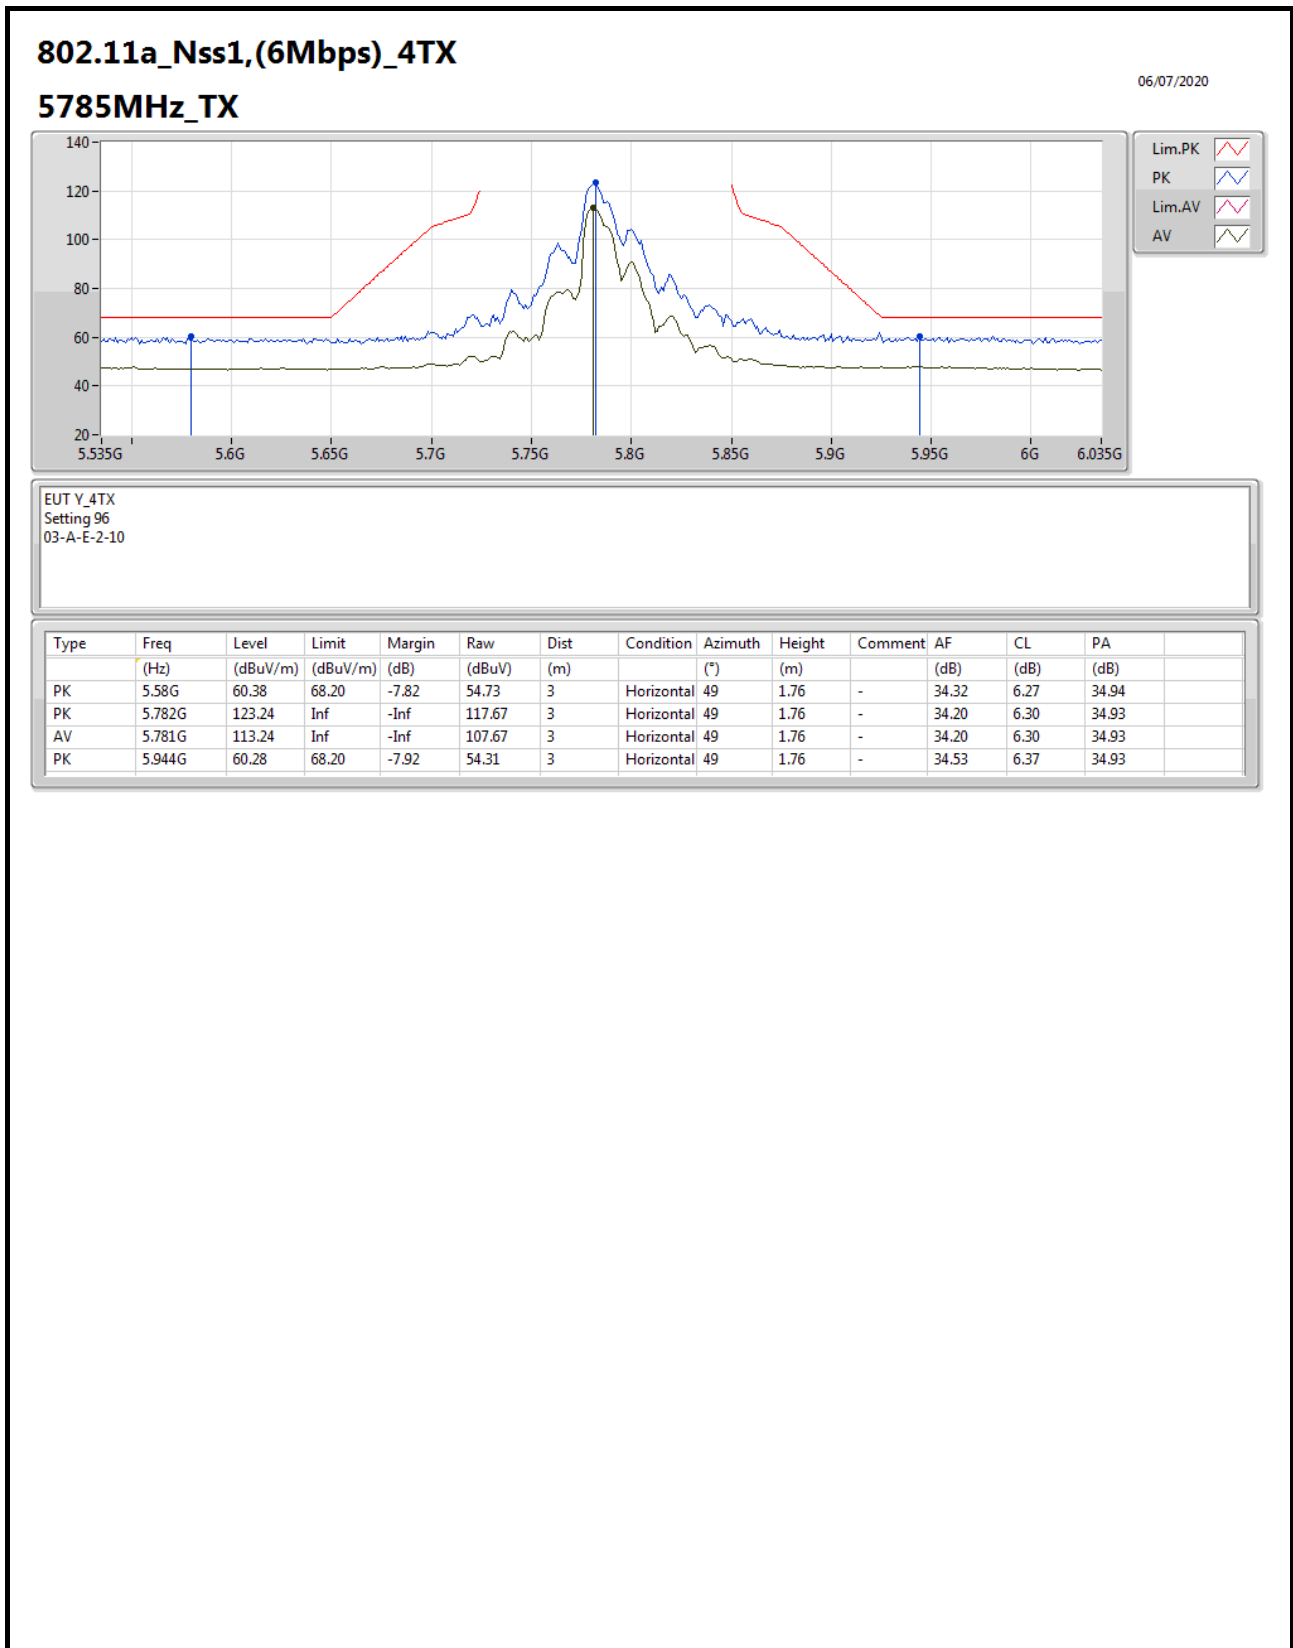 802.11a_Nss1,(6Mbps)_4TX
06/07/2020
5785MHz_TX
140
120
100
80
60
40
20
5.535G 5.6G 5.65G 5.7G 5.75G 5.8G 5.85G 5.9G 5.95G 6G 6.035G
Lim.PK
PK
Lim.AV
AV
EUT Y_4TX
Setting 96
03-A-E-2-10
Type Freq Level Limit Margin Raw Dist Condition Azimuth Height Comment AF CL PA
(Hz) (dBuV/m) (dBuV/m) (dB) (dBuV) (m) (°) (m) (dB) (dB) (dB)
PK 5.58G 60.38 68.20 -7.82 54.73 3 Horizontal 49 1.76 - 34.32 6.27 34.94
PK 5.782G 123.24 Inf -Inf 117.67 3 Horizontal 49 1.76 - 34.20 6.30 34.93
AV 5.781G 113.24 Inf -Inf 107.67 3 Horizontal 49 1.76 - 34.20 6.30 34.93
PK 5.944G 60.28 68.20 -7.92 54.31 3 Horizontal 49 1.76 - 34.53 6.37 34.93